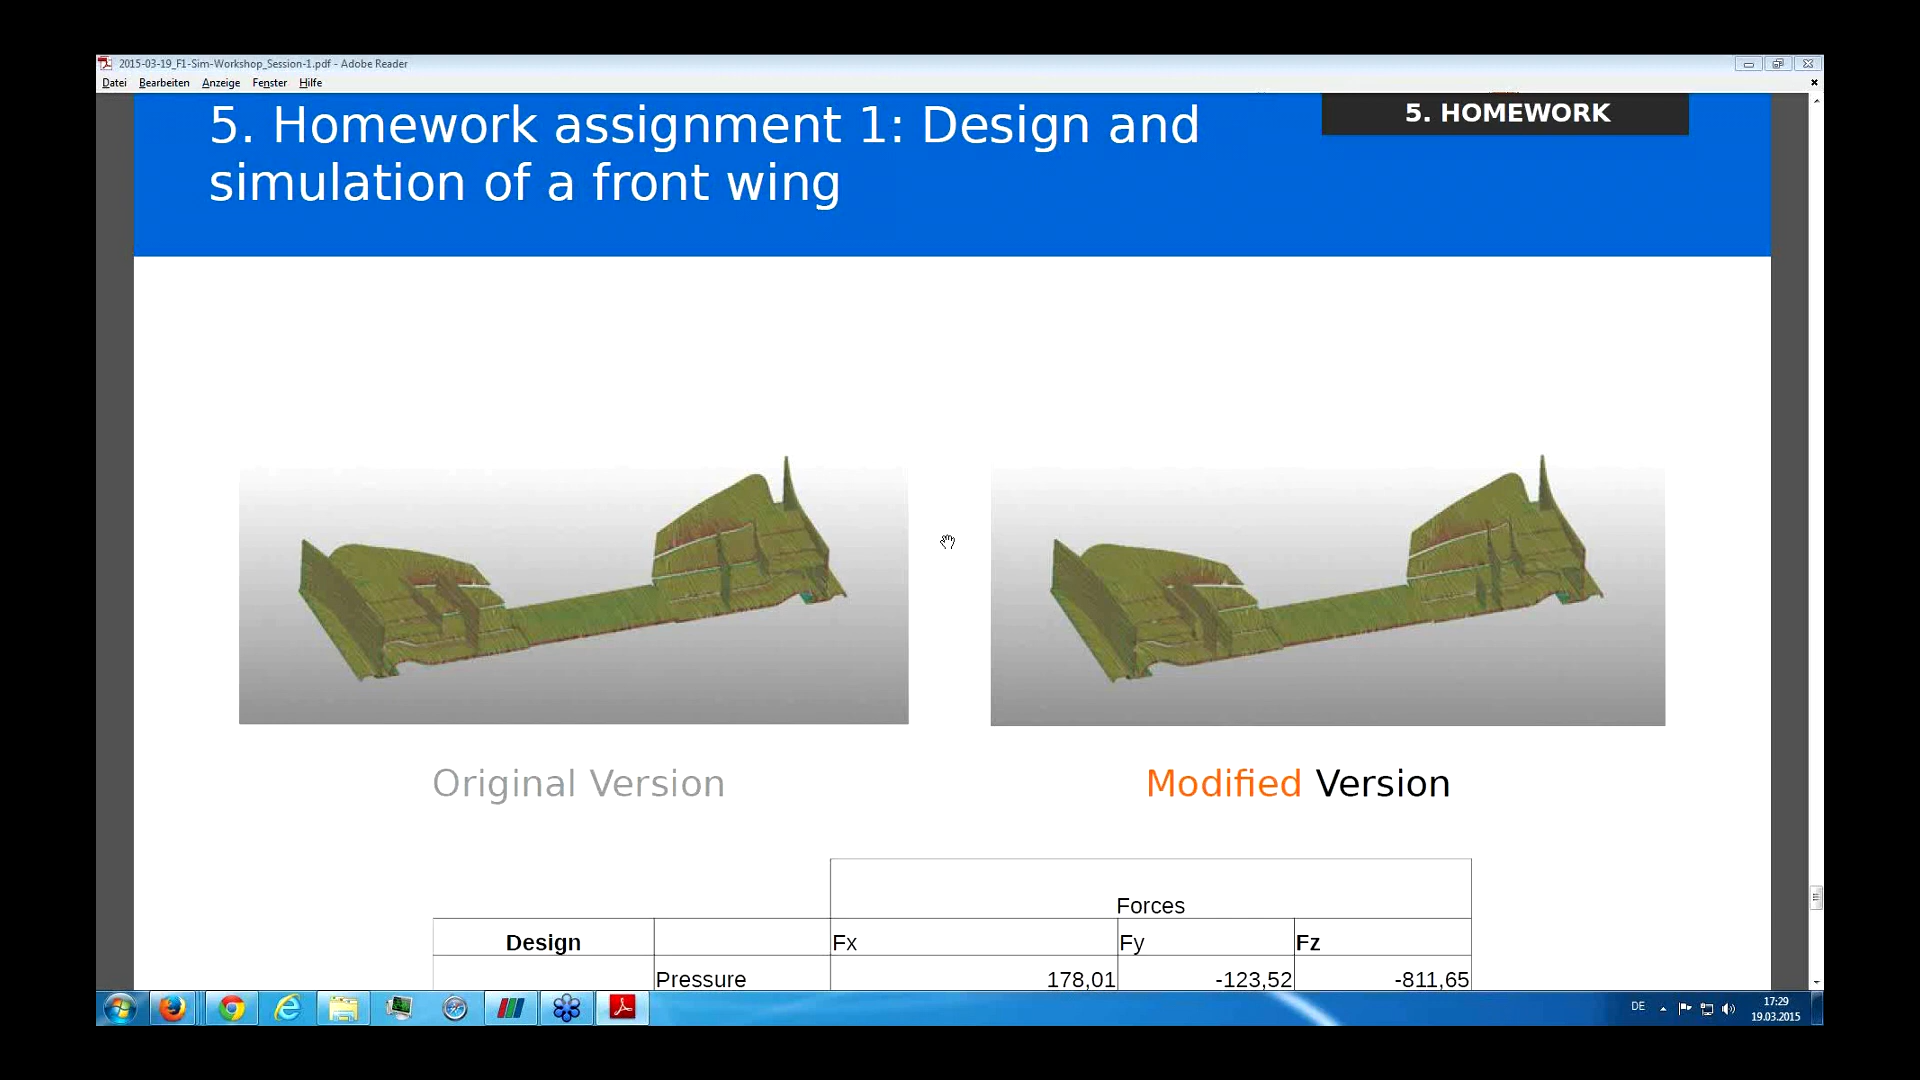 2015-03-19_F1-Sim-Workshop_Session-1.pdf - Adobe Reader
Datei Bearbeiten Anzeige Fenster Hilfe
5. Homework assignment 1: Design and
simulation of a front wing
5. HOMEWORK
Original Version
Modified Version
Forces
Design Fx Fy Fz
Pressure 178,01 -123,52 -811,65
DE
17:29
19.03.2015